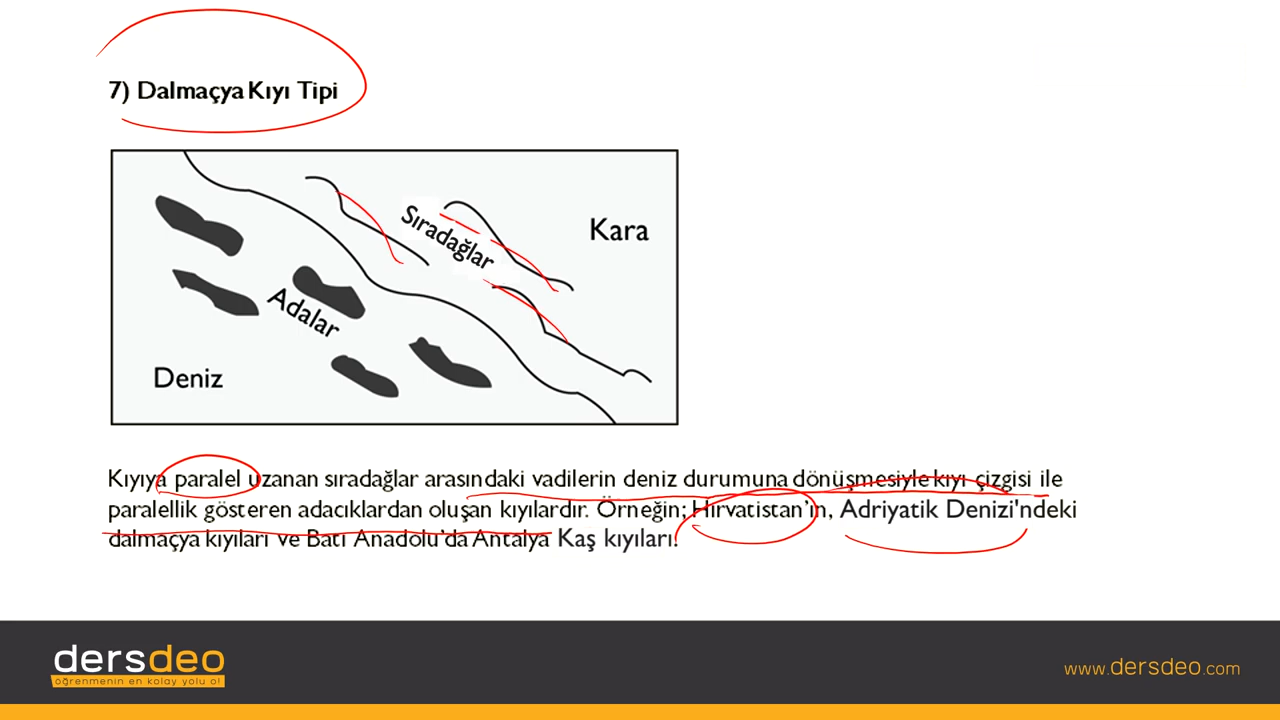 7) Dalmaçya Kıyı Tipi
Sıradağlar
Kara
Adalar
Deniz
Kıyıya paralel uzanan sıradağlar arasındaki vadilerin deniz durumuna dönüşmesiyle kıyı çizgisi ile
paralellik gösteren adacıklardan oluşan kıyılardır. Örneğin; Hırvatistan'ın, Adriyatik Denizi'ndeki
dalmaçya kıyıları ve Batı Anadolu'da Antalya Kaş kıyıları.
dersdeo
öğrenmenin en kolay yolu o!
www.dersdeo.com